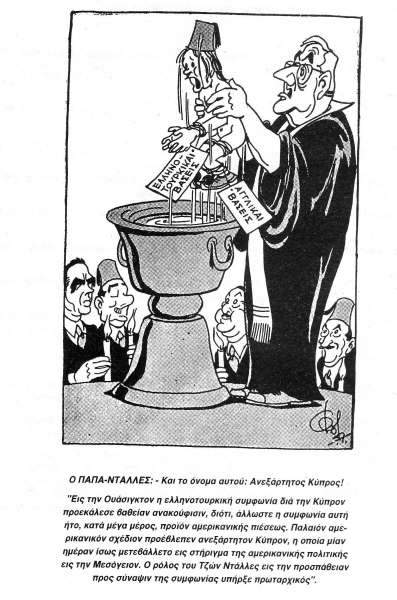 ΕΛΛΗΝΟ-
ΤΟΥΡΚΙΚΑΙ
ΒΑΣΕΙΣ
ΑΓΓΛΙΚΑΙ
ΒΑΣΕΙΣ
Ο ΠΑΠΑ-ΝΤΑΛΛΕΣ: - Και το όνομα αυτού: Ανεξάρτητος Κύπρος!
"Εις την Ουάσιγκτον η ελληνοτουρκική συμφωνία διά την Κύπρον
προεκάλεσε βαθείαν ανακούφισιν, διότι, άλλωστε η συμφωνία αυτή
ήτο, κατά μέγα μέρος, προϊόν αμερικανικής πιέσεως. Παλαιόν αμε-
ρικανικόν σχέδιον προέβλεπεν ανεξάρτητον Κύπρον, η οποία μίαν
ημέραν ίσως μετεβάλλετο εις στήριγμα της αμερικανικής πολιτικής
εις την Μεσόγειον. Ο ρόλος του Τζών Ντάλλες εις την προσπάθειαν
προς σύναψιν της συμφωνίας υπήρξε πρωταρχικός".